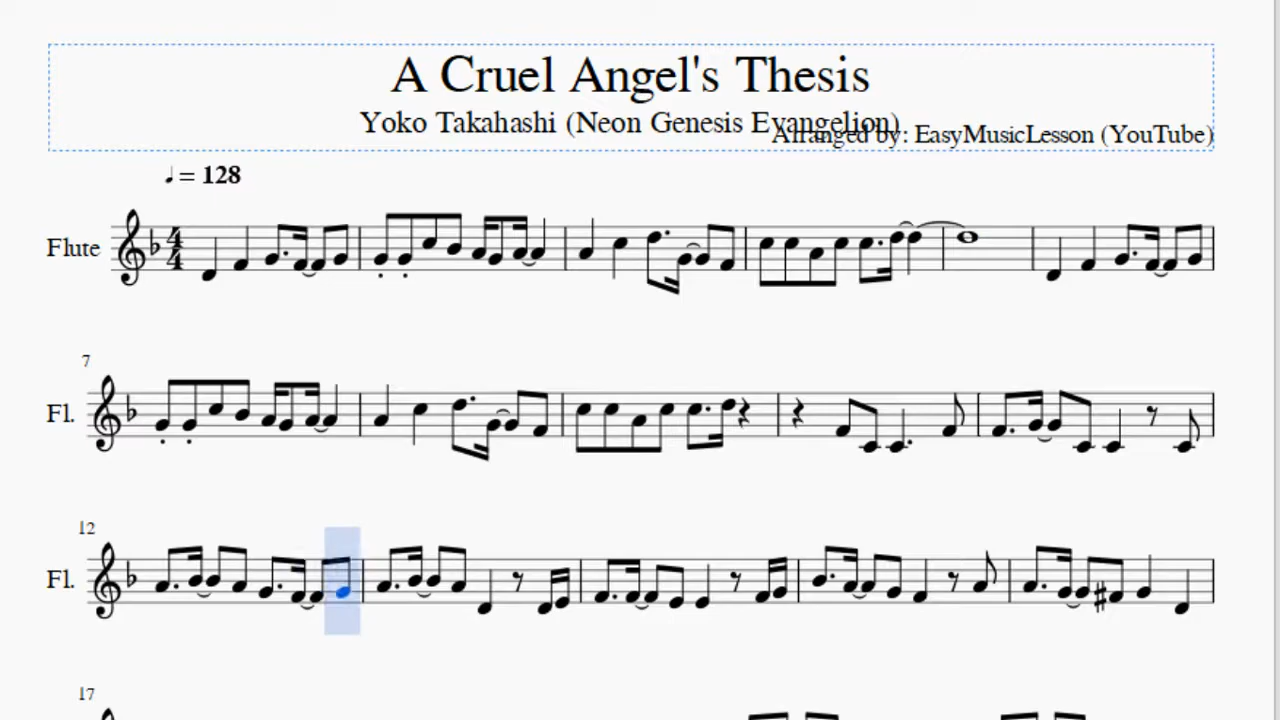 A Cruel Angel's Thesis
Yoko Takahashi (Neon Genesis Evangelion)
Arranged by: EasyMusicLesson (YouTube)
♩ = 128
Flute
7
Fl.
12
Fl.
17